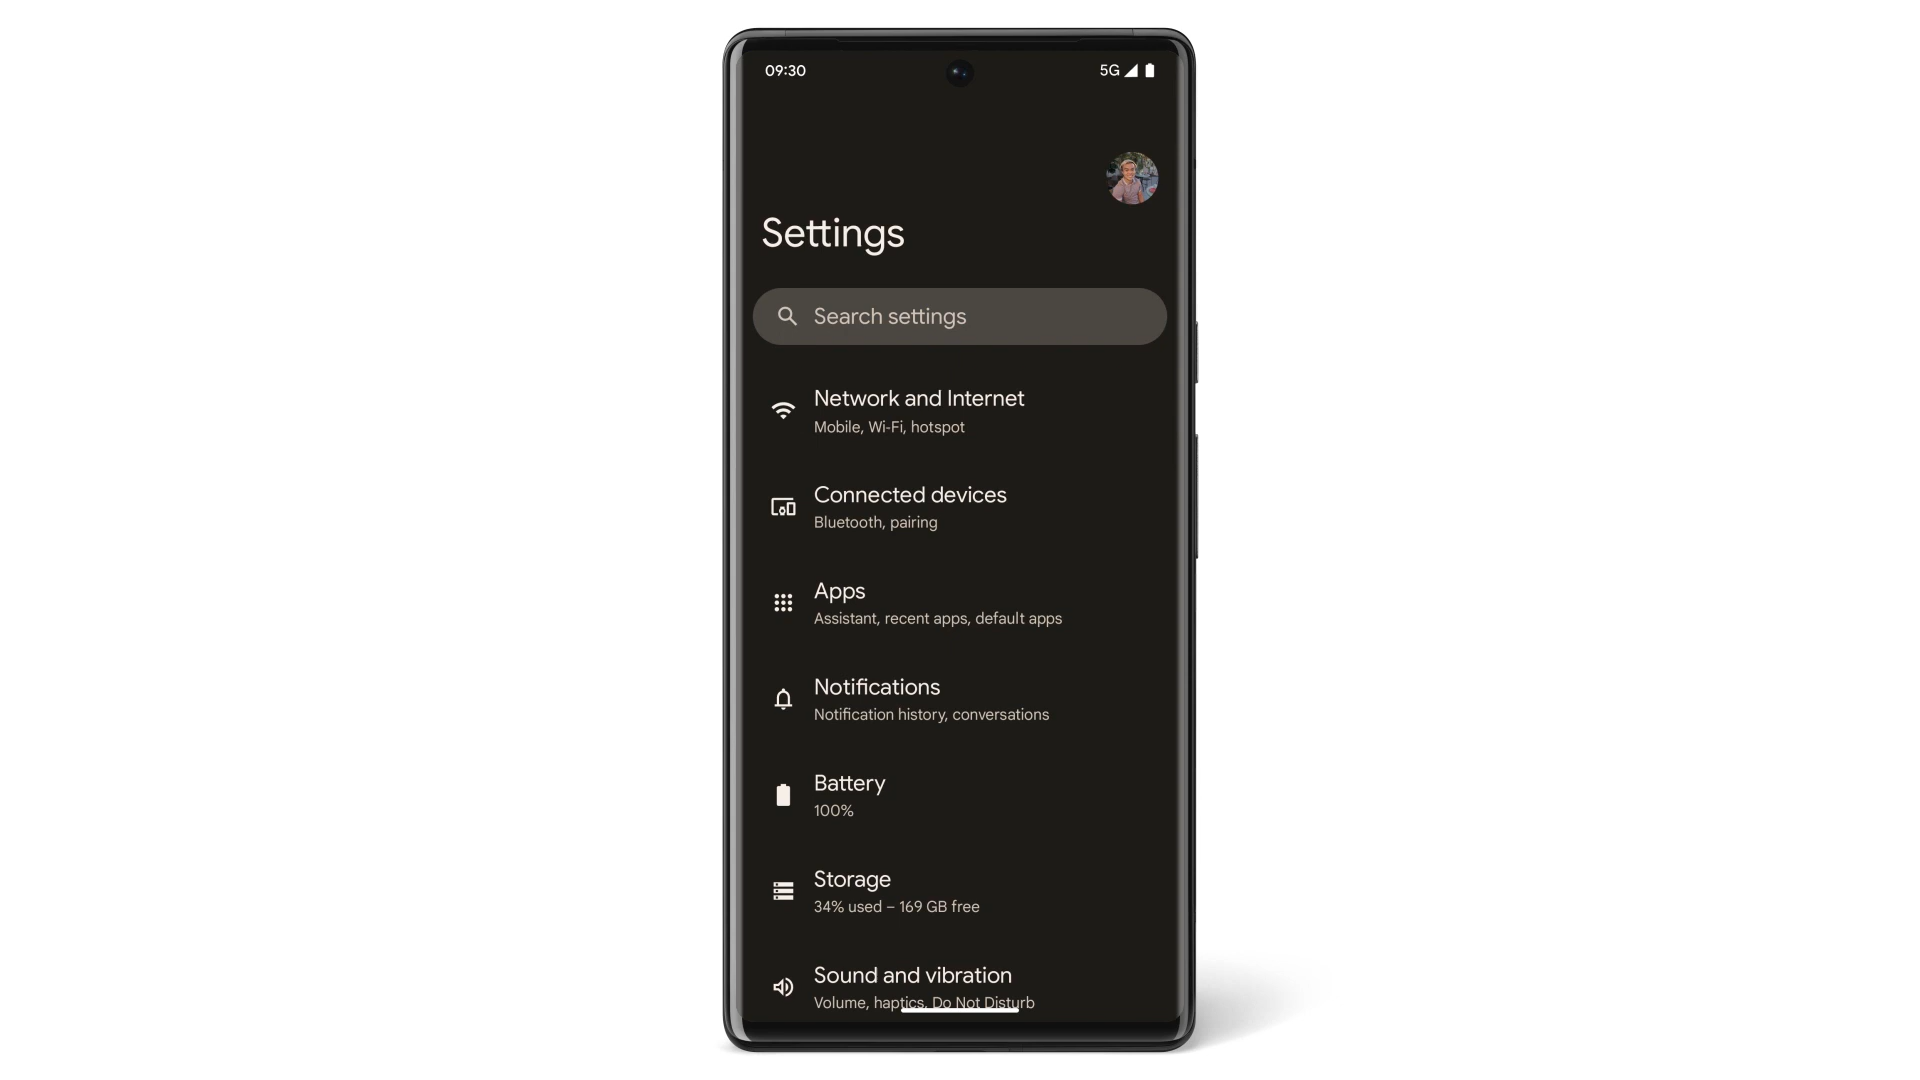 09:30
5G
Settings
Search settings
Network and Internet
Mobile, Wi-Fi, hotspot
Connected devices
Bluetooth, pairing
Apps
Assistant, recent apps, default apps
Notifications
Notification history, conversations
Battery
100%
Storage
34% used – 169 GB free
Sound and vibration
Volume, haptics, Do Not Disturb